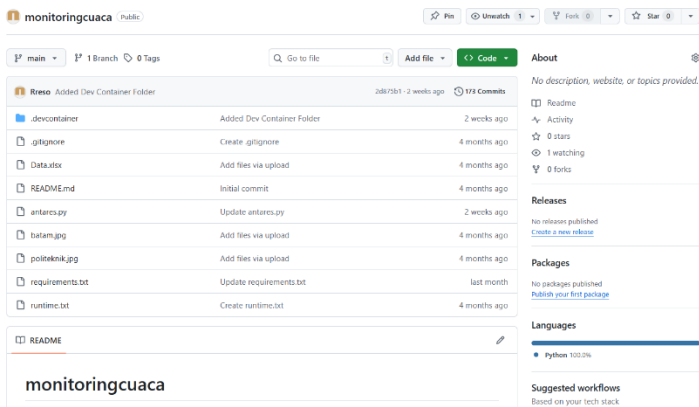 monitoringcuaca Public
Pin Unwatch 1 Fork 0 Star 0
main 1 Branch 0 Tags Go to file Add file Code
Rreso Added Dev Container Folder 2d875b1 · 2 weeks ago 173 Commits
.devcontainer Added Dev Container Folder 2 weeks ago
.gitignore Create .gitignore 4 months ago
Data.xlsx Add files via upload 4 months ago
README.md Initial commit 4 months ago
antares.py Update antares.py 2 weeks ago
batam.jpg Add files via upload 4 months ago
politeknik.jpg Add files via upload 4 months ago
requirements.txt Update requirements.txt last month
runtime.txt Create runtime.txt 4 months ago
README
monitoringcuaca
About
No description, website, or topics provided.
Readme
Activity
0 stars
1 watching
0 forks
Releases
No releases published
Create a new release
Packages
No packages published
Publish your first package
Languages
Python 100.0%
Suggested workflows
Based on your tech stack